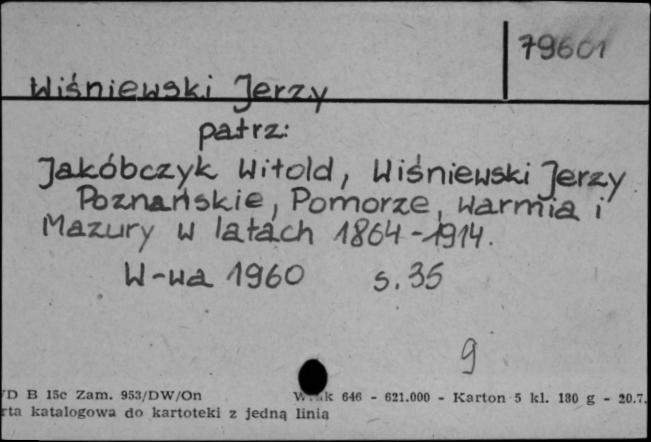 79601
Wiśniewski Jerzy
patrz:
Jakóbczyk Witold, Wiśniewski Jerzy
Poznańskie, Pomorze, Warmia i
Mazury w latach 1864-1914.
W-wa 1960 s. 35
9
D B 15c Zam. 953/DW/On 646 - 621.000 - Karton 5 kl. 180 g - 20.7.
rta katalogowa do kartoteki z jedną linią